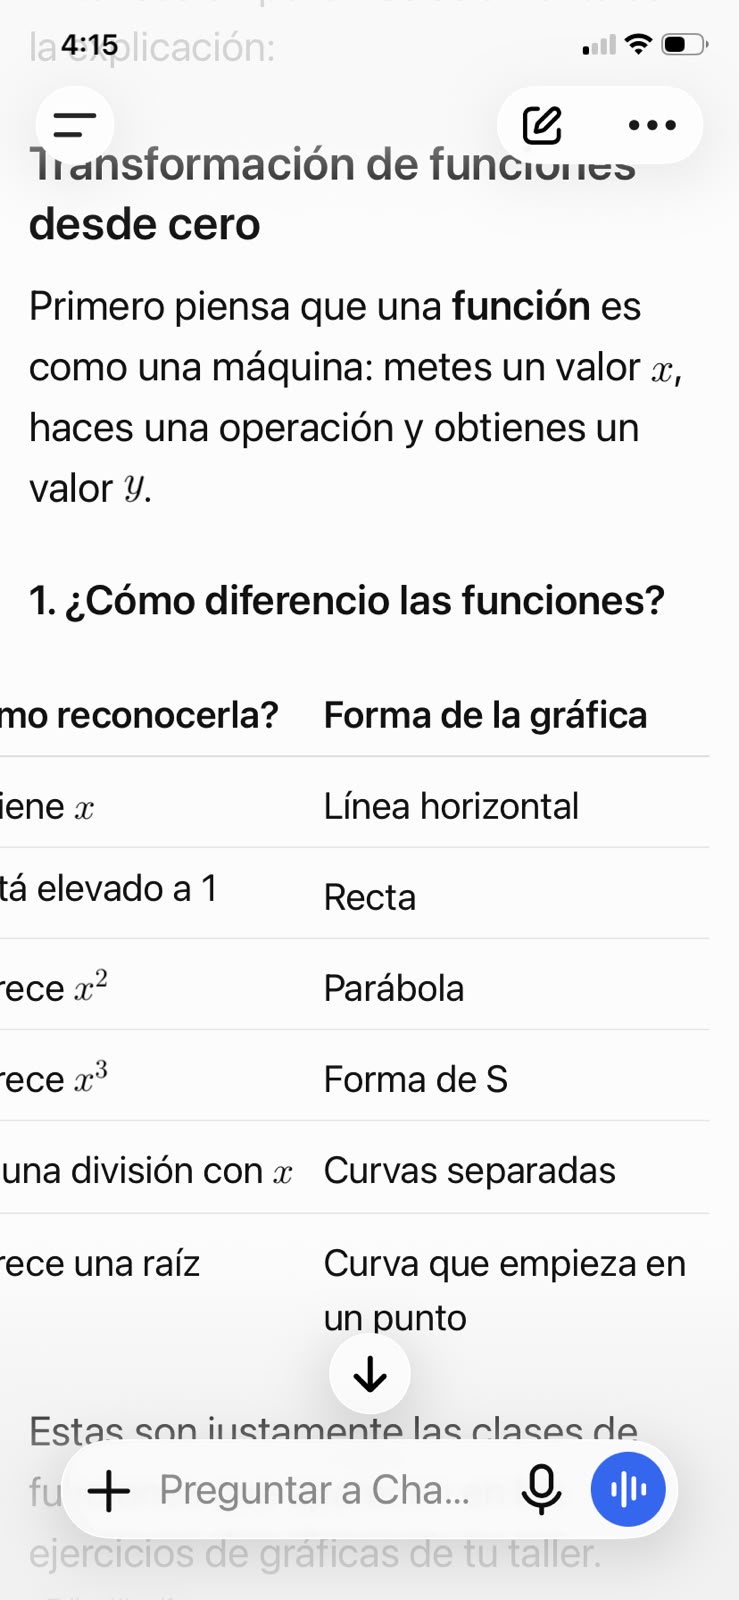 la explicación:
4:15
Transformación de funciones
desde cero
Primero piensa que una función es
como una máquina: metes un valor x,
haces una operación y obtienes un
valor y.
1. ¿Cómo diferencio las funciones?
mo reconocerla? Forma de la gráfica
iene x Línea horizontal
tá elevado a 1 Recta
rece x² Parábola
rece x³ Forma de S
una división con x Curvas separadas
rece una raíz Curva que empieza en
un punto
Estas son justamente las clases de
fu
Preguntar a Cha...
ejercicios de gráficas de tu taller.